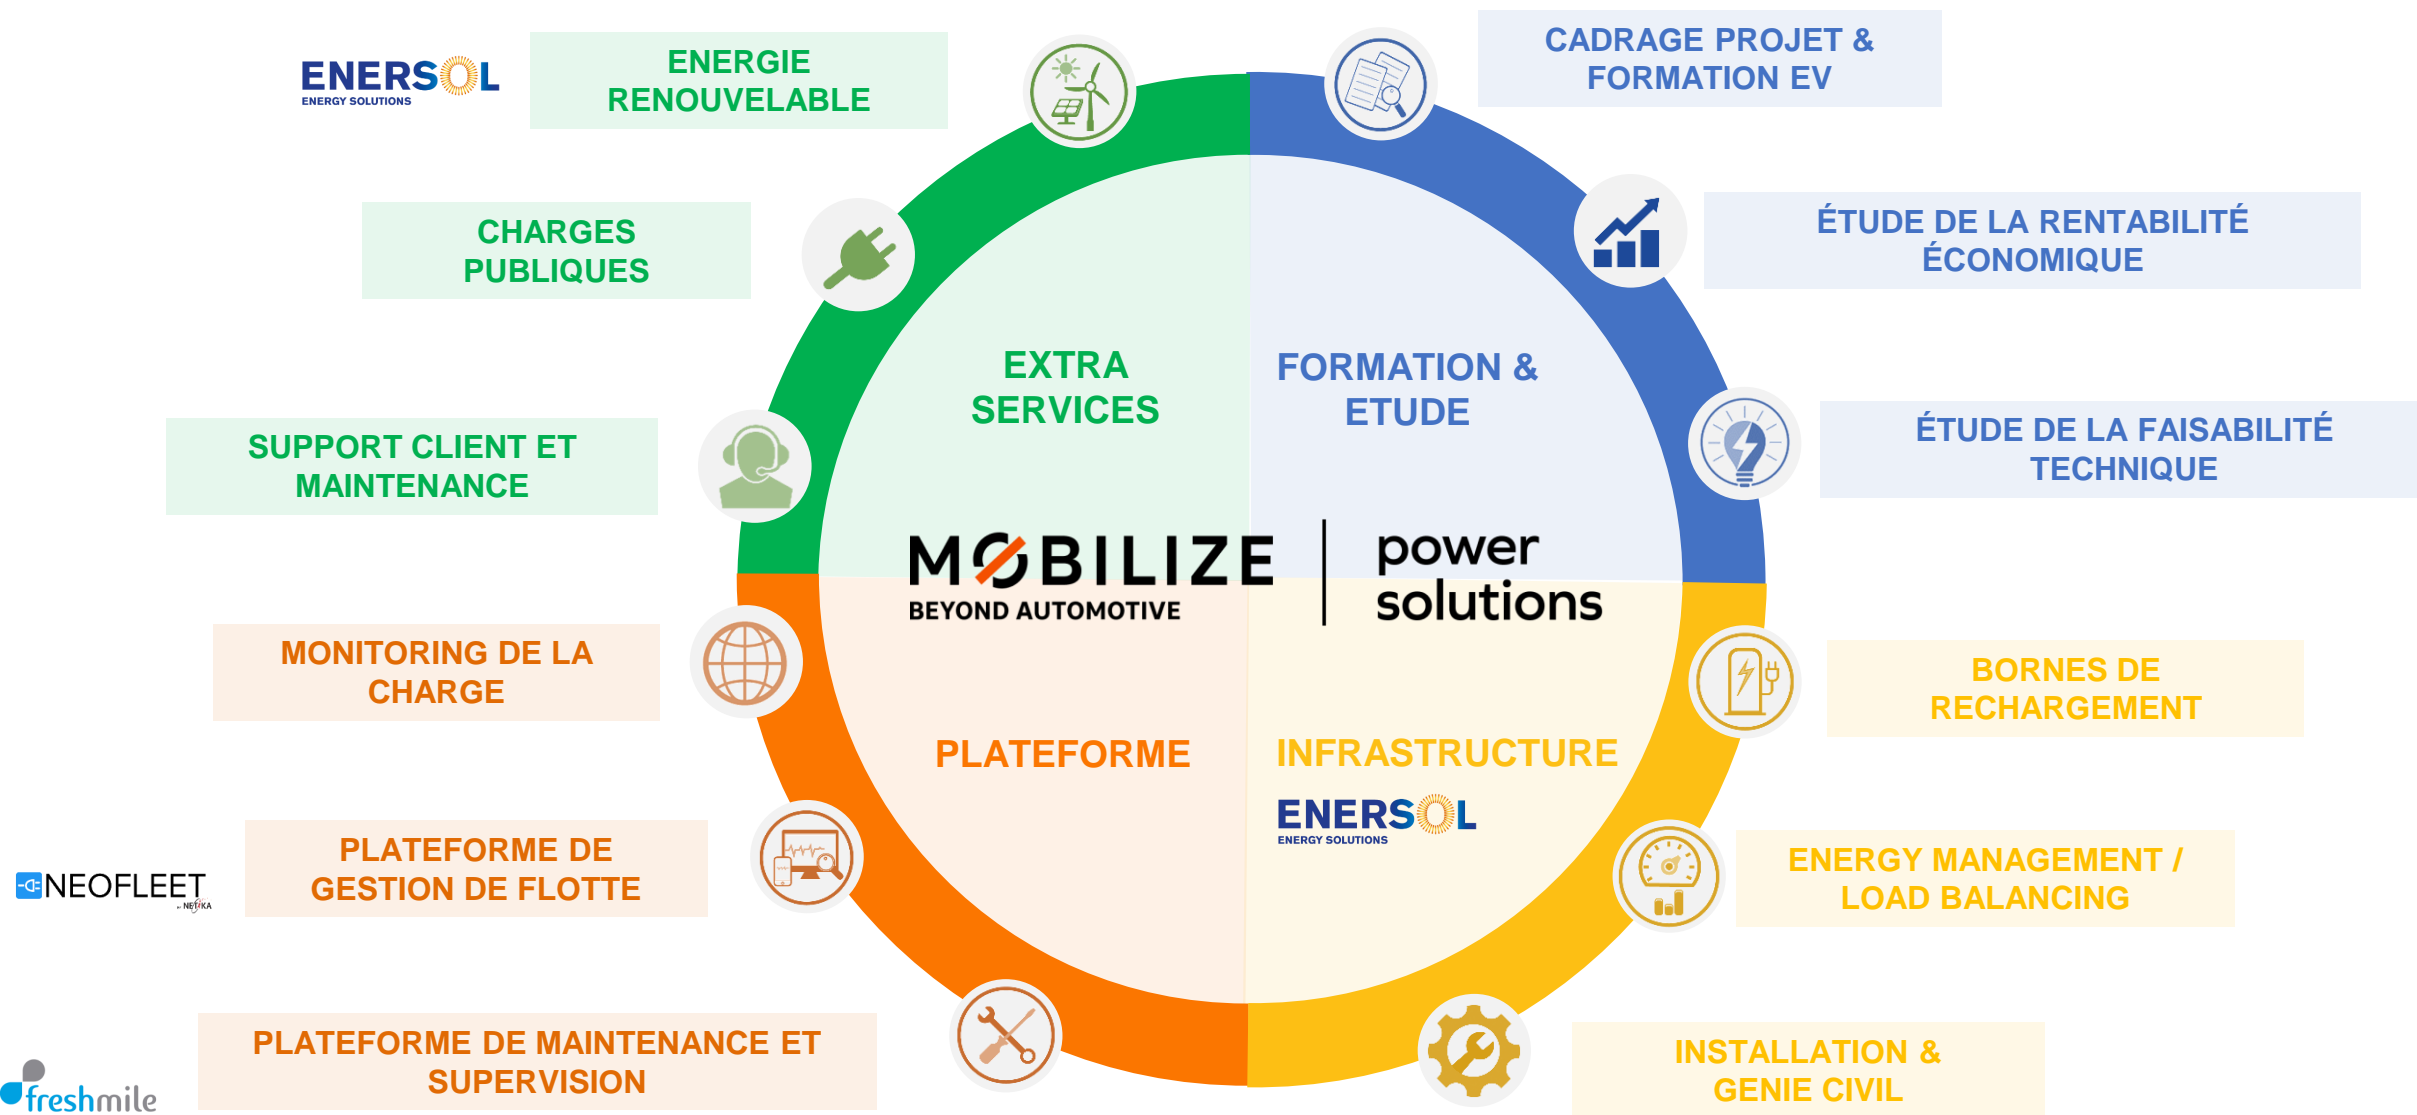 ENERSOL
ENERGY SOLUTIONS
ENERGIE
RENOUVELABLE
CADRAGE PROJET &
FORMATION EV
CHARGES
PUBLIQUES
ÉTUDE DE LA RENTABILITÉ
ÉCONOMIQUE
EXTRA
SERVICES
FORMATION &
ETUDE
SUPPORT CLIENT ET
MAINTENANCE
ÉTUDE DE LA FAISABILITÉ
TECHNIQUE
MOBILIZE
BEYOND AUTOMOTIVE
power
solutions
MONITORING DE LA
CHARGE
BORNES DE
RECHARGEMENT
PLATEFORME
INFRASTRUCTURE
ENERSOL
ENERGY SOLUTIONS
NEOFLEET
BY NETIKA
PLATEFORME DE
GESTION DE FLOTTE
ENERGY MANAGEMENT /
LOAD BALANCING
freshmile
PLATEFORME DE MAINTENANCE ET
SUPERVISION
INSTALLATION &
GENIE CIVIL